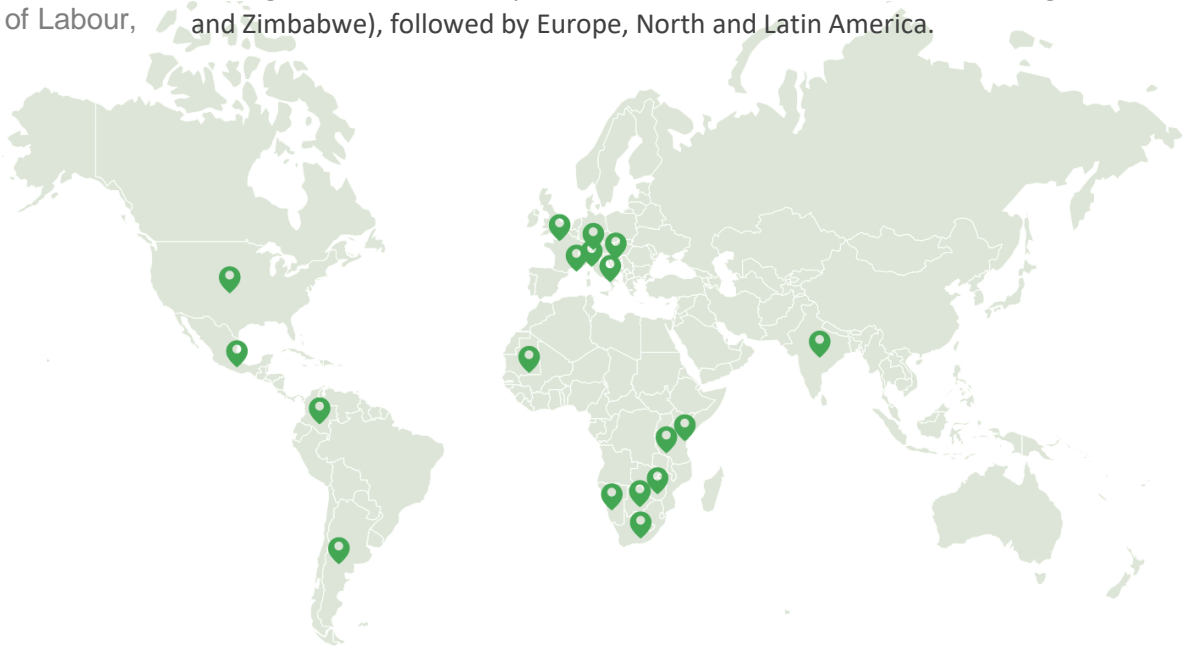 of Labour,
and Zimbabwe), followed by Europe, North and Latin America.